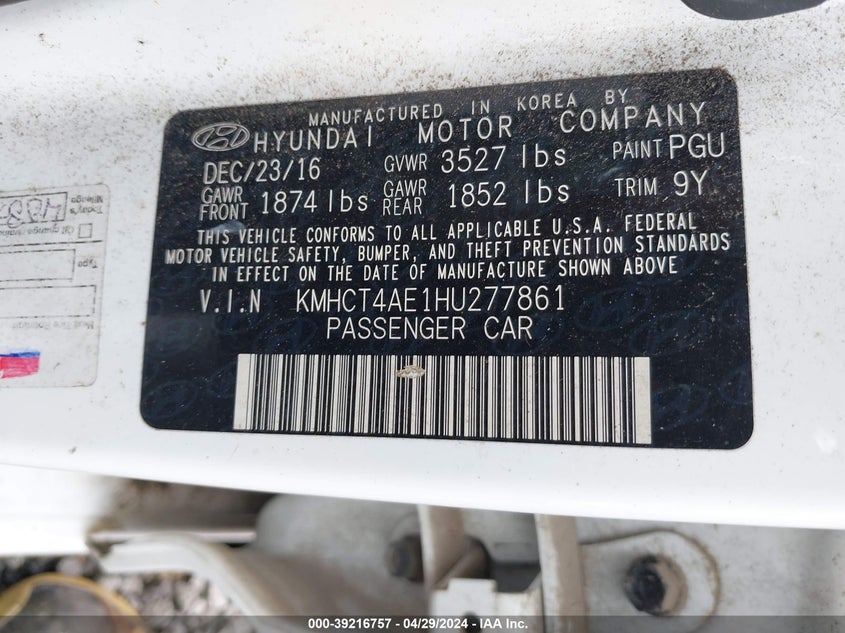 MANUFACTURED IN KOREA BY
HYUNDAI MOTOR COMPANY
DEC/23/16 GVWR 3527 lbs PAINT PGU
GAWR FRONT 1874 lbs GAWR REAR 1852 lbs TRIM 9Y
THIS VEHICLE CONFORMS TO ALL APPLICABLE U.S.A. FEDERAL
MOTOR VEHICLE SAFETY, BUMPER, AND THEFT PREVENTION STANDARDS
IN EFFECT ON THE DATE OF MANUFACTURE SHOWN ABOVE
V.I.N KMHCT4AE1HU277861
PASSENGER CAR
Today's
Mileage
Type
000-39216757 - 04/29/2024 - IAA Inc.